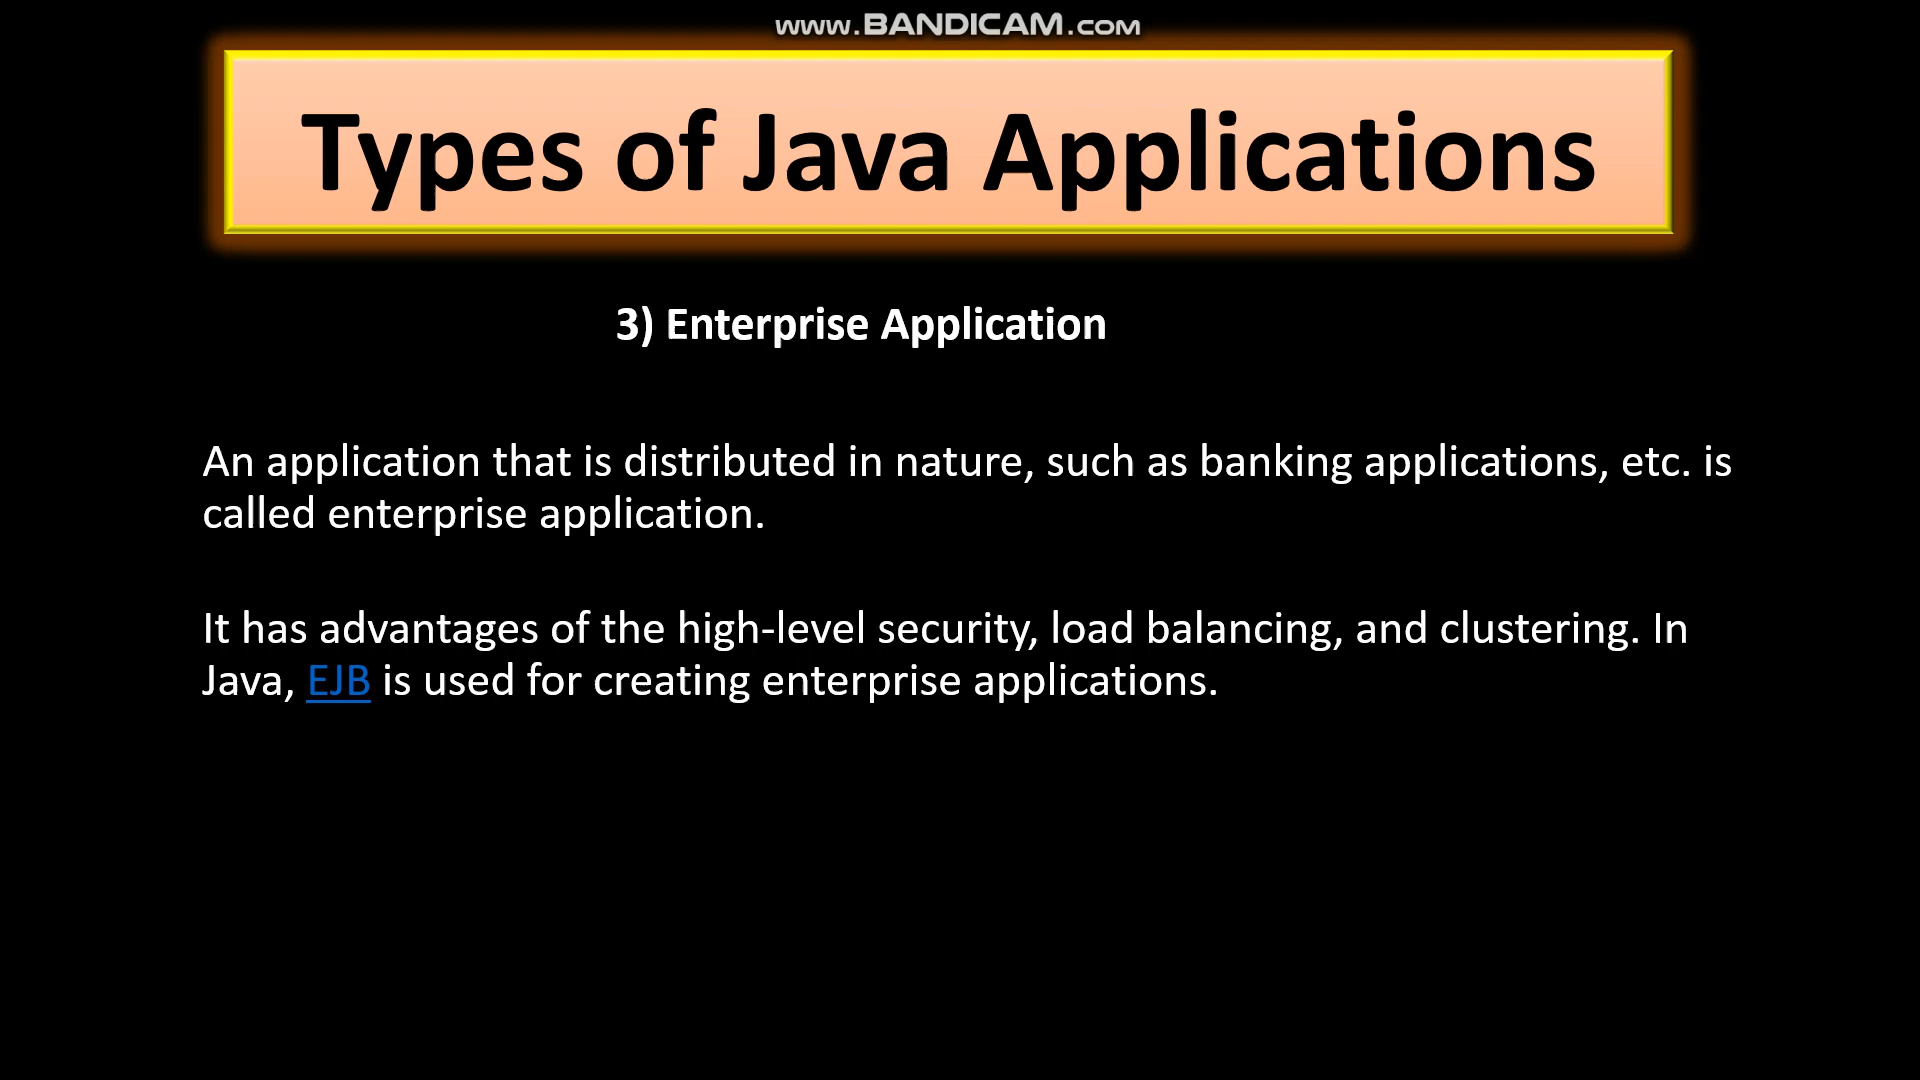 www.BANDICAM.com
Types of Java Applications
3) Enterprise Application
An application that is distributed in nature, such as banking applications, etc. is
called enterprise application.
It has advantages of the high-level security, load balancing, and clustering. In
Java, EJB is used for creating enterprise applications.